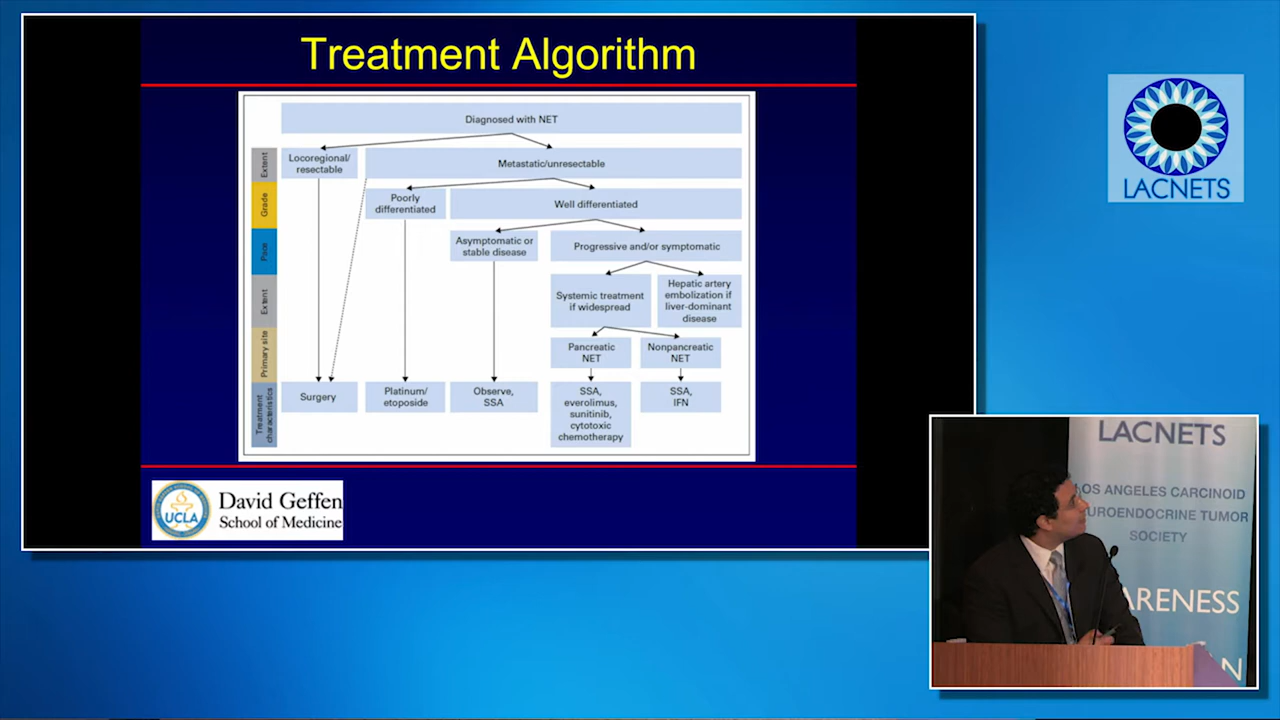 Treatment Algorithm
Diagnosed with NET
Extent
Locoregional/
resectable
Metastatic/unresectable
Grade
Poorly
differentiated
Well differentiated
Pace
Asymptomatic or
stable disease
Progressive and/or symptomatic
Extent
Systemic treatment
if widespread
Hepatic artery
embolization if
liver-dominant
disease
Primary site
Pancreatic
NET
Nonpancreatic
NET
Treatment
characteristics
Surgery
Platinum/
etoposide
Observe,
SSA
SSA,
everolimus,
sunitinib,
cytotoxic
chemotherapy
SSA,
IFN
UCLA
David Geffen
School of Medicine
LACNETS
LACNETS
OS ANGELES CARCINOID
UROENDOCRINE TUMOR
SOCIETY
ARENESS
N